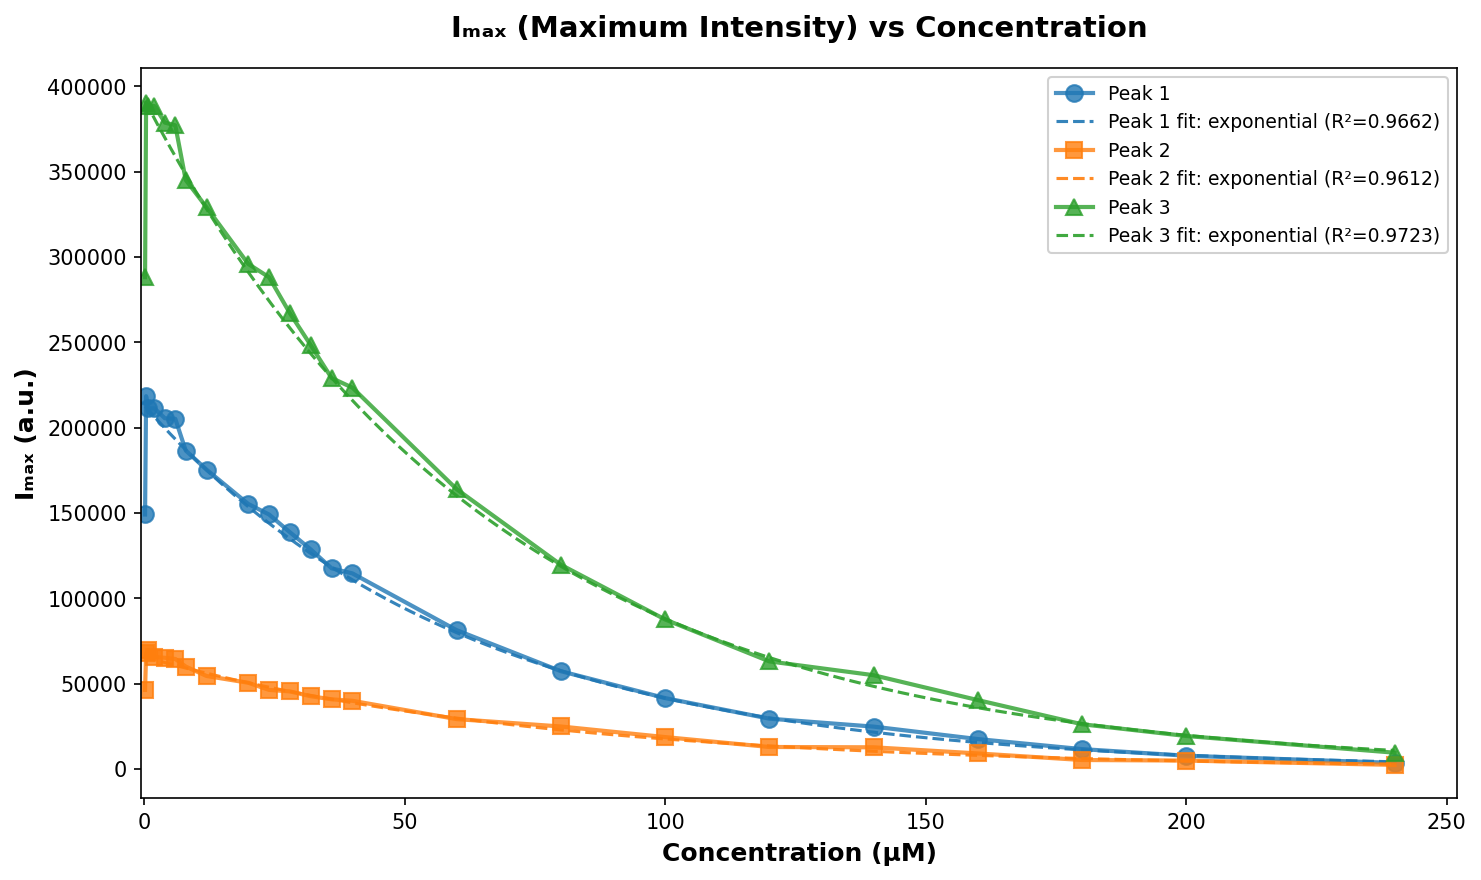 Iₘₐₓ (Maximum Intensity) vs Concentration
Iₘₐₓ (a.u.)
400000
350000
300000
250000
200000
150000
100000
50000
0
Peak 1
Peak 1 fit: exponential (R²=0.9662)
Peak 2
Peak 2 fit: exponential (R²=0.9612)
Peak 3
Peak 3 fit: exponential (R²=0.9723)
0 50 100 150 200 250
Concentration (μM)